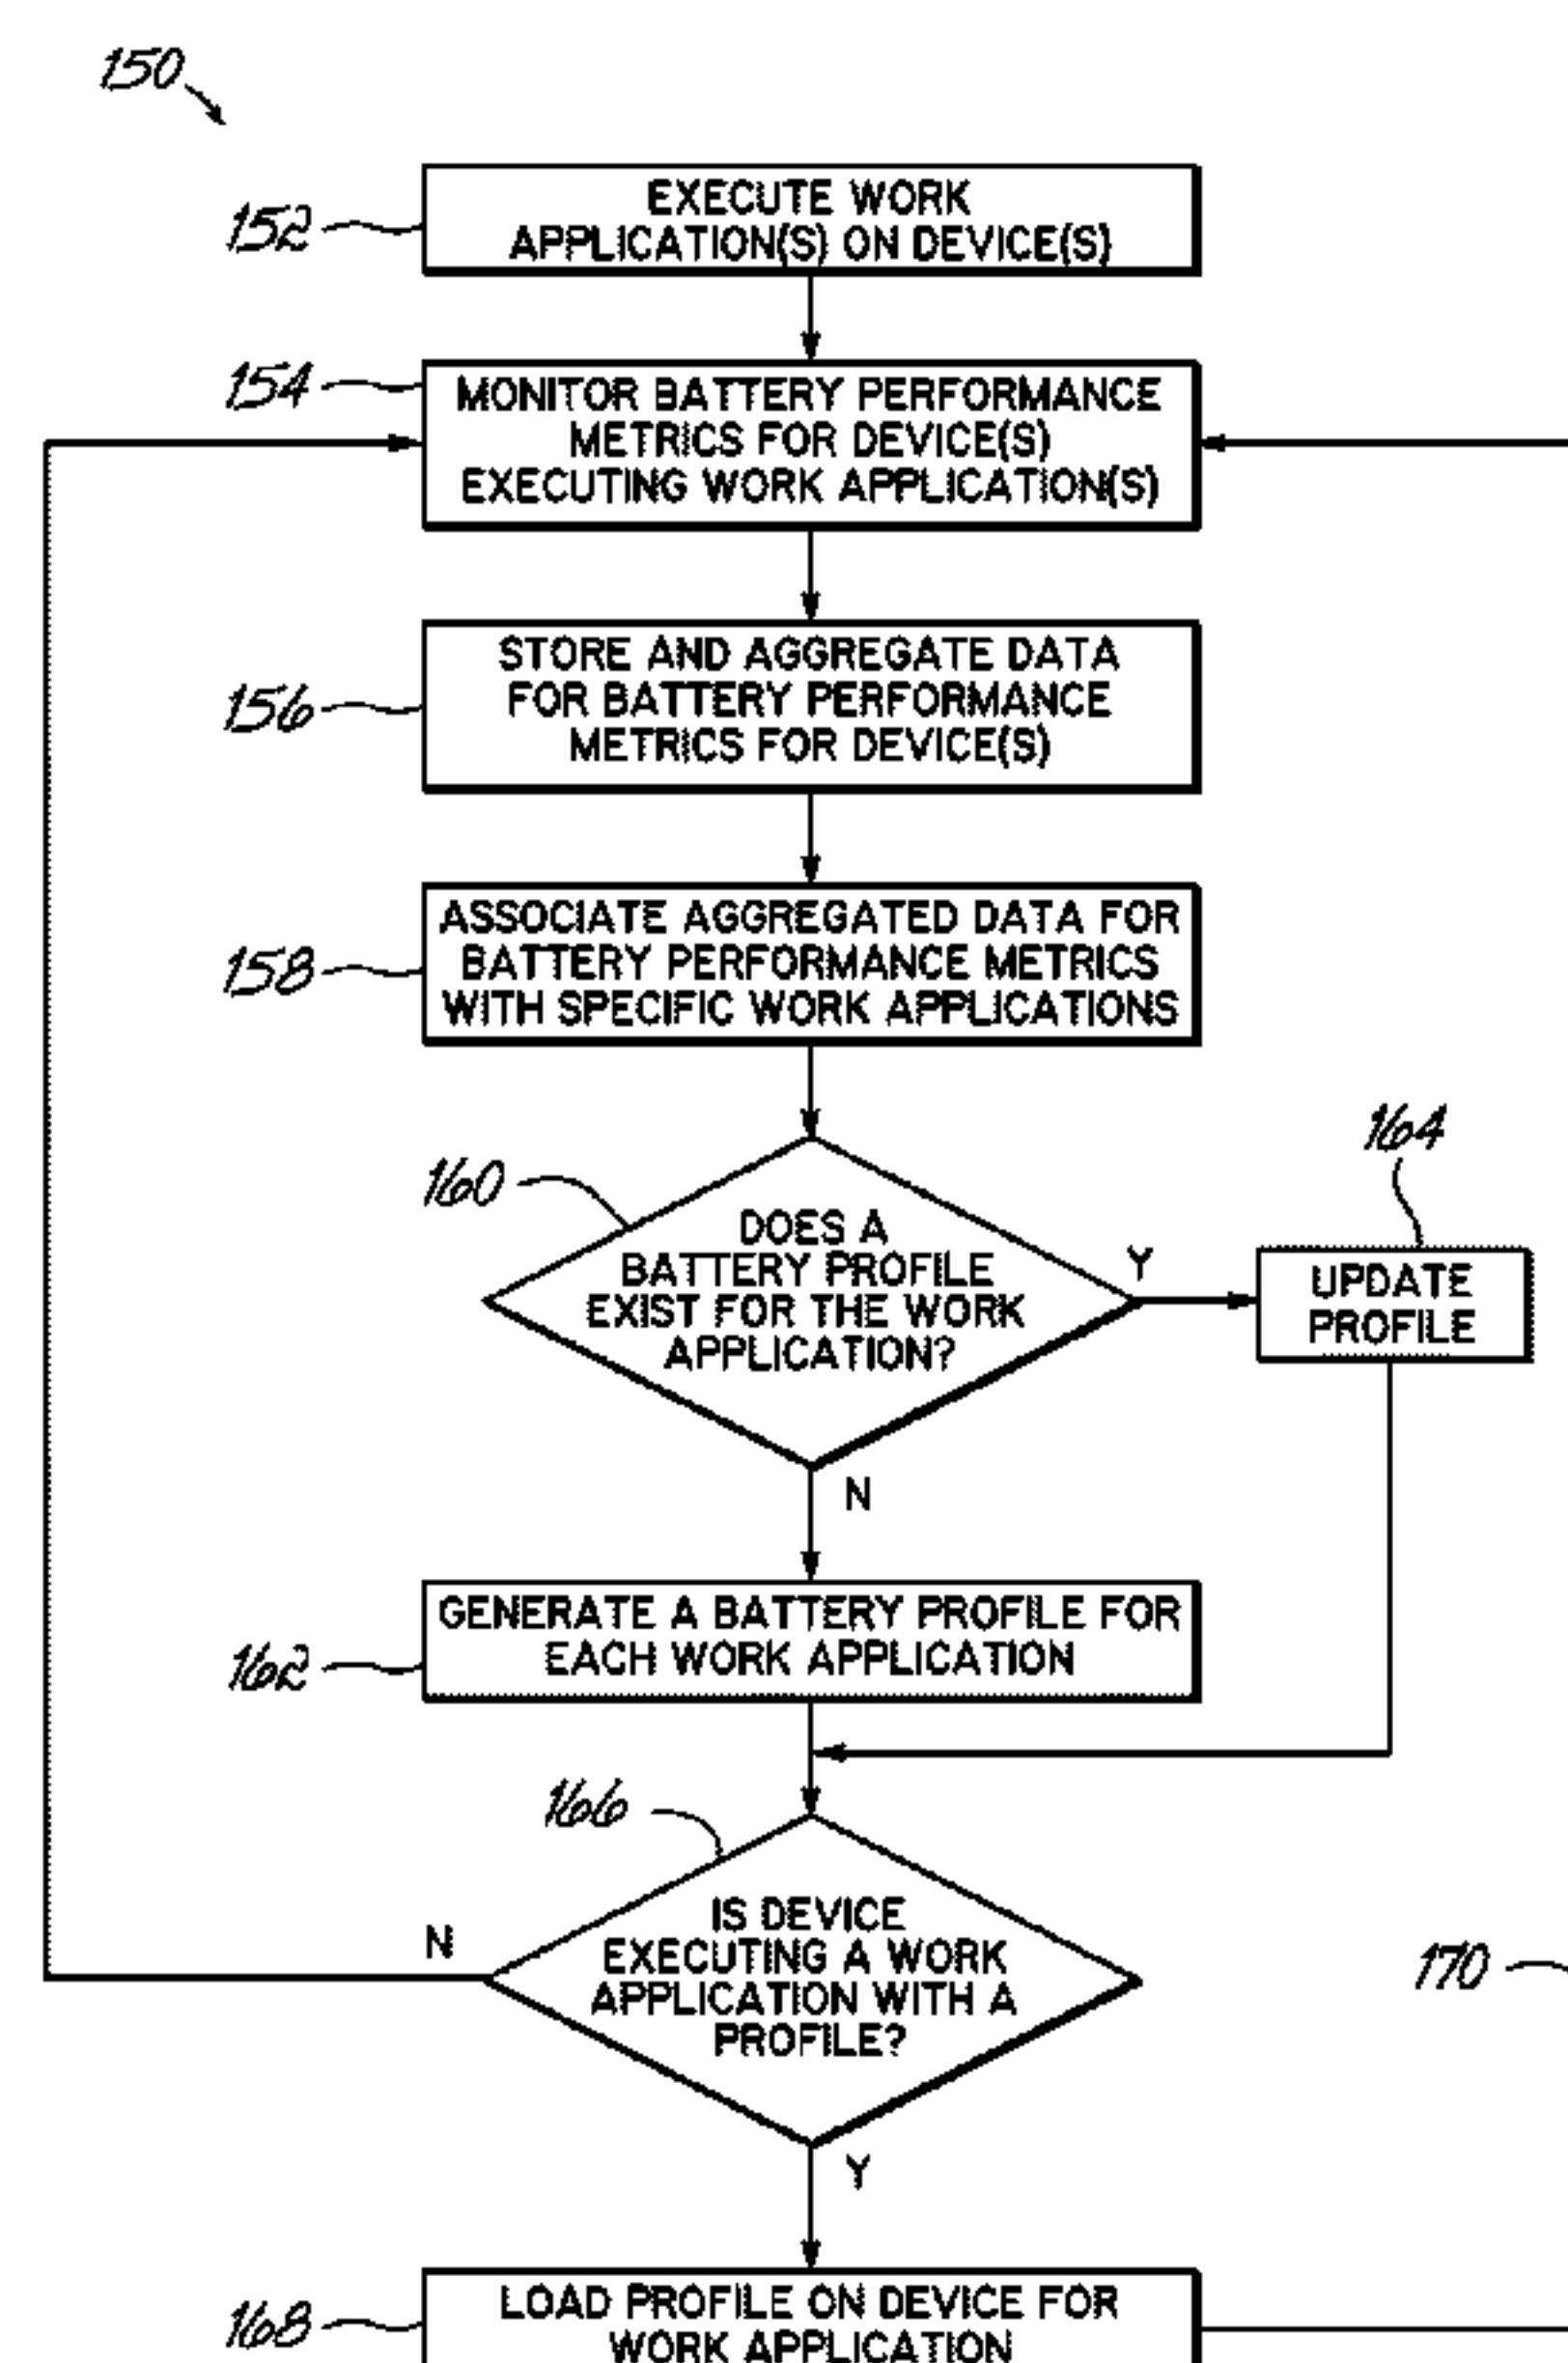 150
152
EXECUTE WORK
APPLICATION(S) ON DEVICE(S)
154
MONITOR BATTERY PERFORMANCE
METRICS FOR DEVICE(S)
EXECUTING WORK APPLICATION(S)
156
STORE AND AGGREGATE DATA
FOR BATTERY PERFORMANCE
METRICS FOR DEVICE(S)
158
ASSOCIATE AGGREGATED DATA FOR
BATTERY PERFORMANCE METRICS
WITH SPECIFIC WORK APPLICATIONS
160
DOES A
BATTERY PROFILE
EXIST FOR THE WORK
APPLICATION?
Y
164
UPDATE
PROFILE
N
162
GENERATE A BATTERY PROFILE FOR
EACH WORK APPLICATION
166
IS DEVICE
EXECUTING A WORK
APPLICATION WITH A
PROFILE?
N
170
Y
168
LOAD PROFILE ON DEVICE FOR
WORK APPLICATION